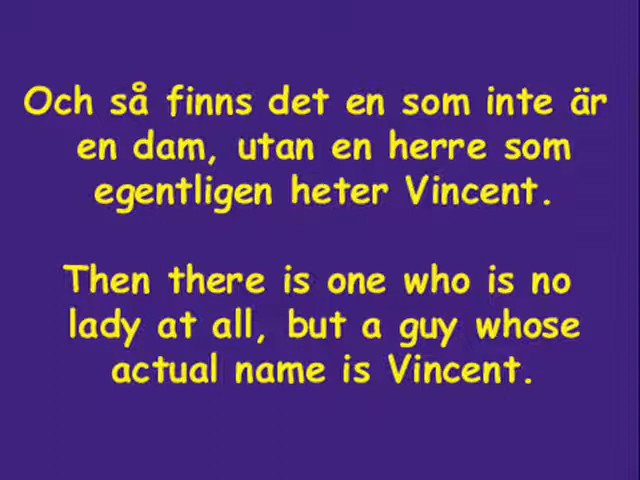 Och så finns det en som inte är
en dam, utan en herre som
egentligen heter Vincent.
Then there is one who is no
lady at all, but a guy whose
actual name is Vincent.